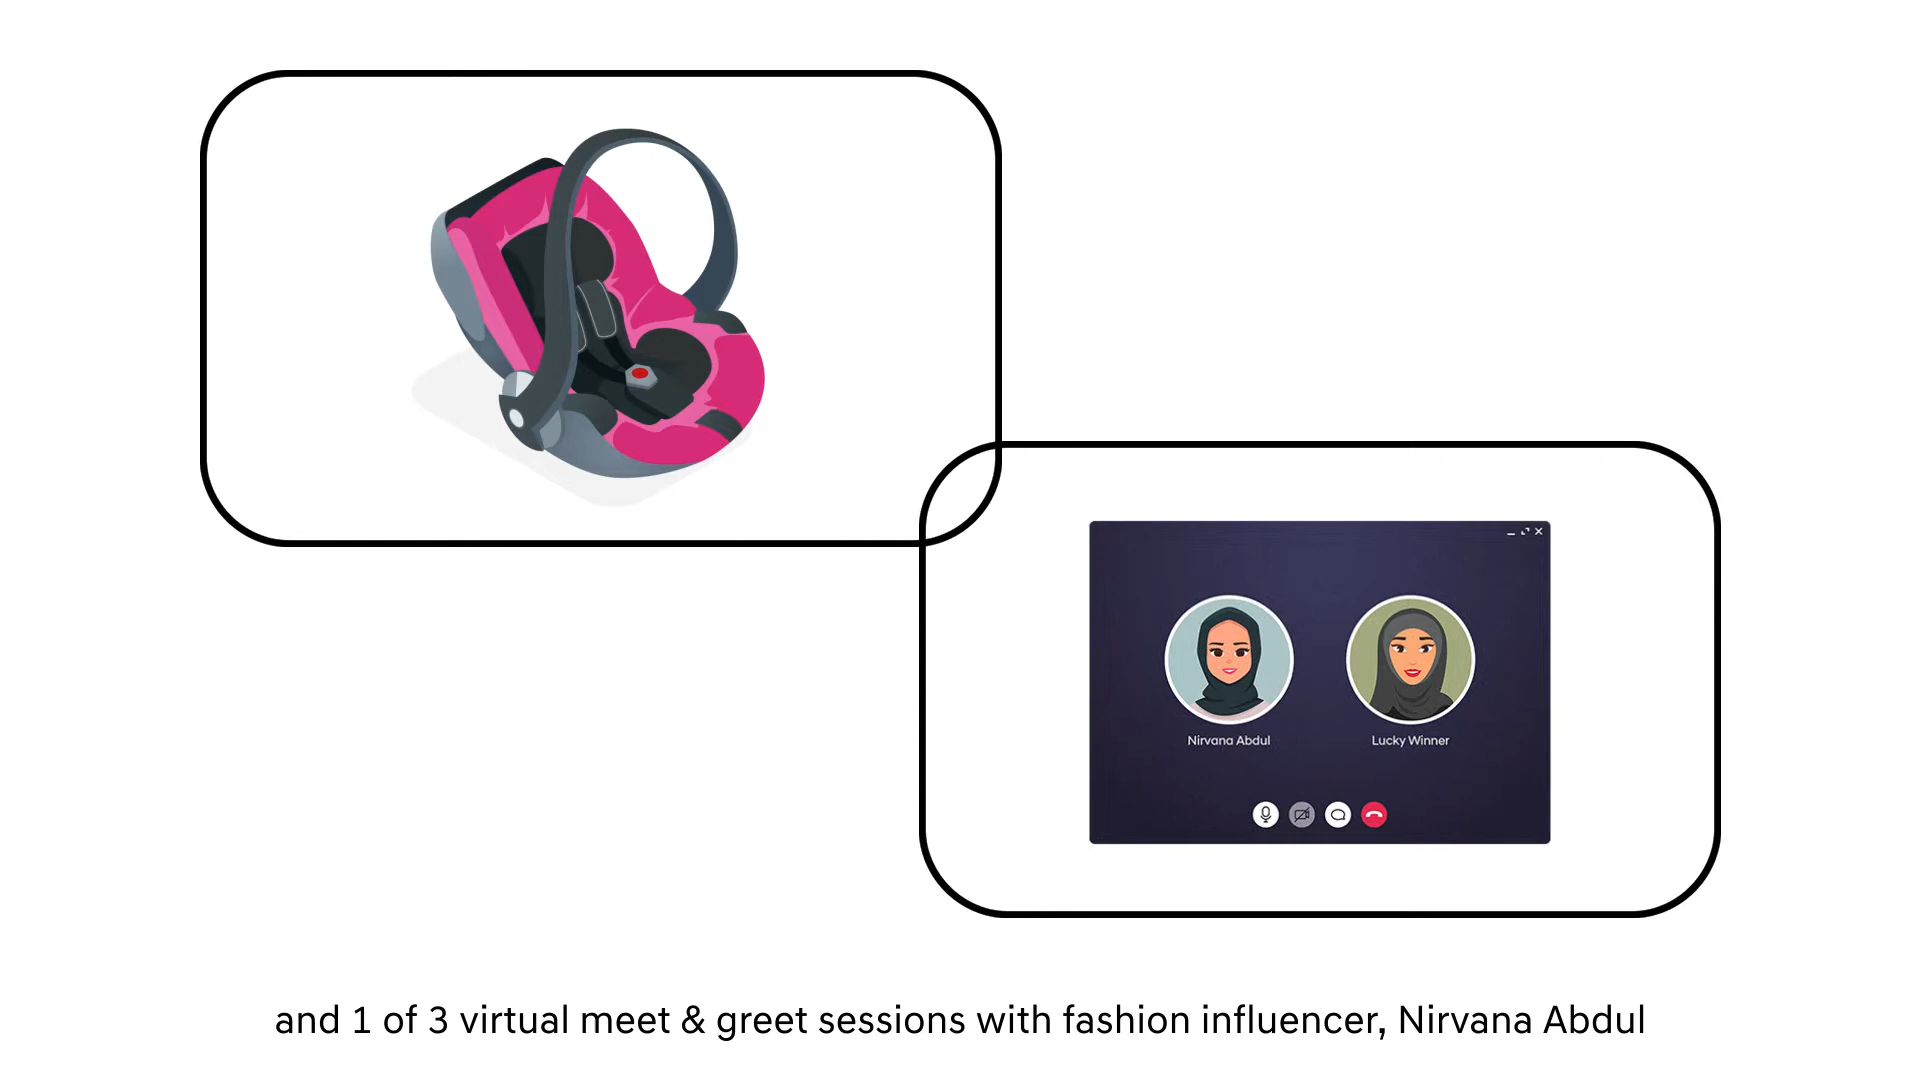 Nirvana Abdul
Lucky Winner
and 1 of 3 virtual meet & greet sessions with fashion influencer, Nirvana Abdul